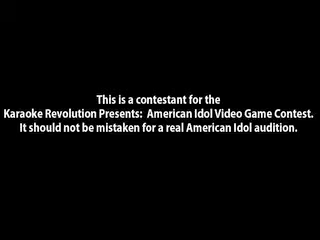 This is a contestant for the
Karaoke Revolution Presents:  American Idol Video Game Contest.
It should not be mistaken for a real American Idol audition.